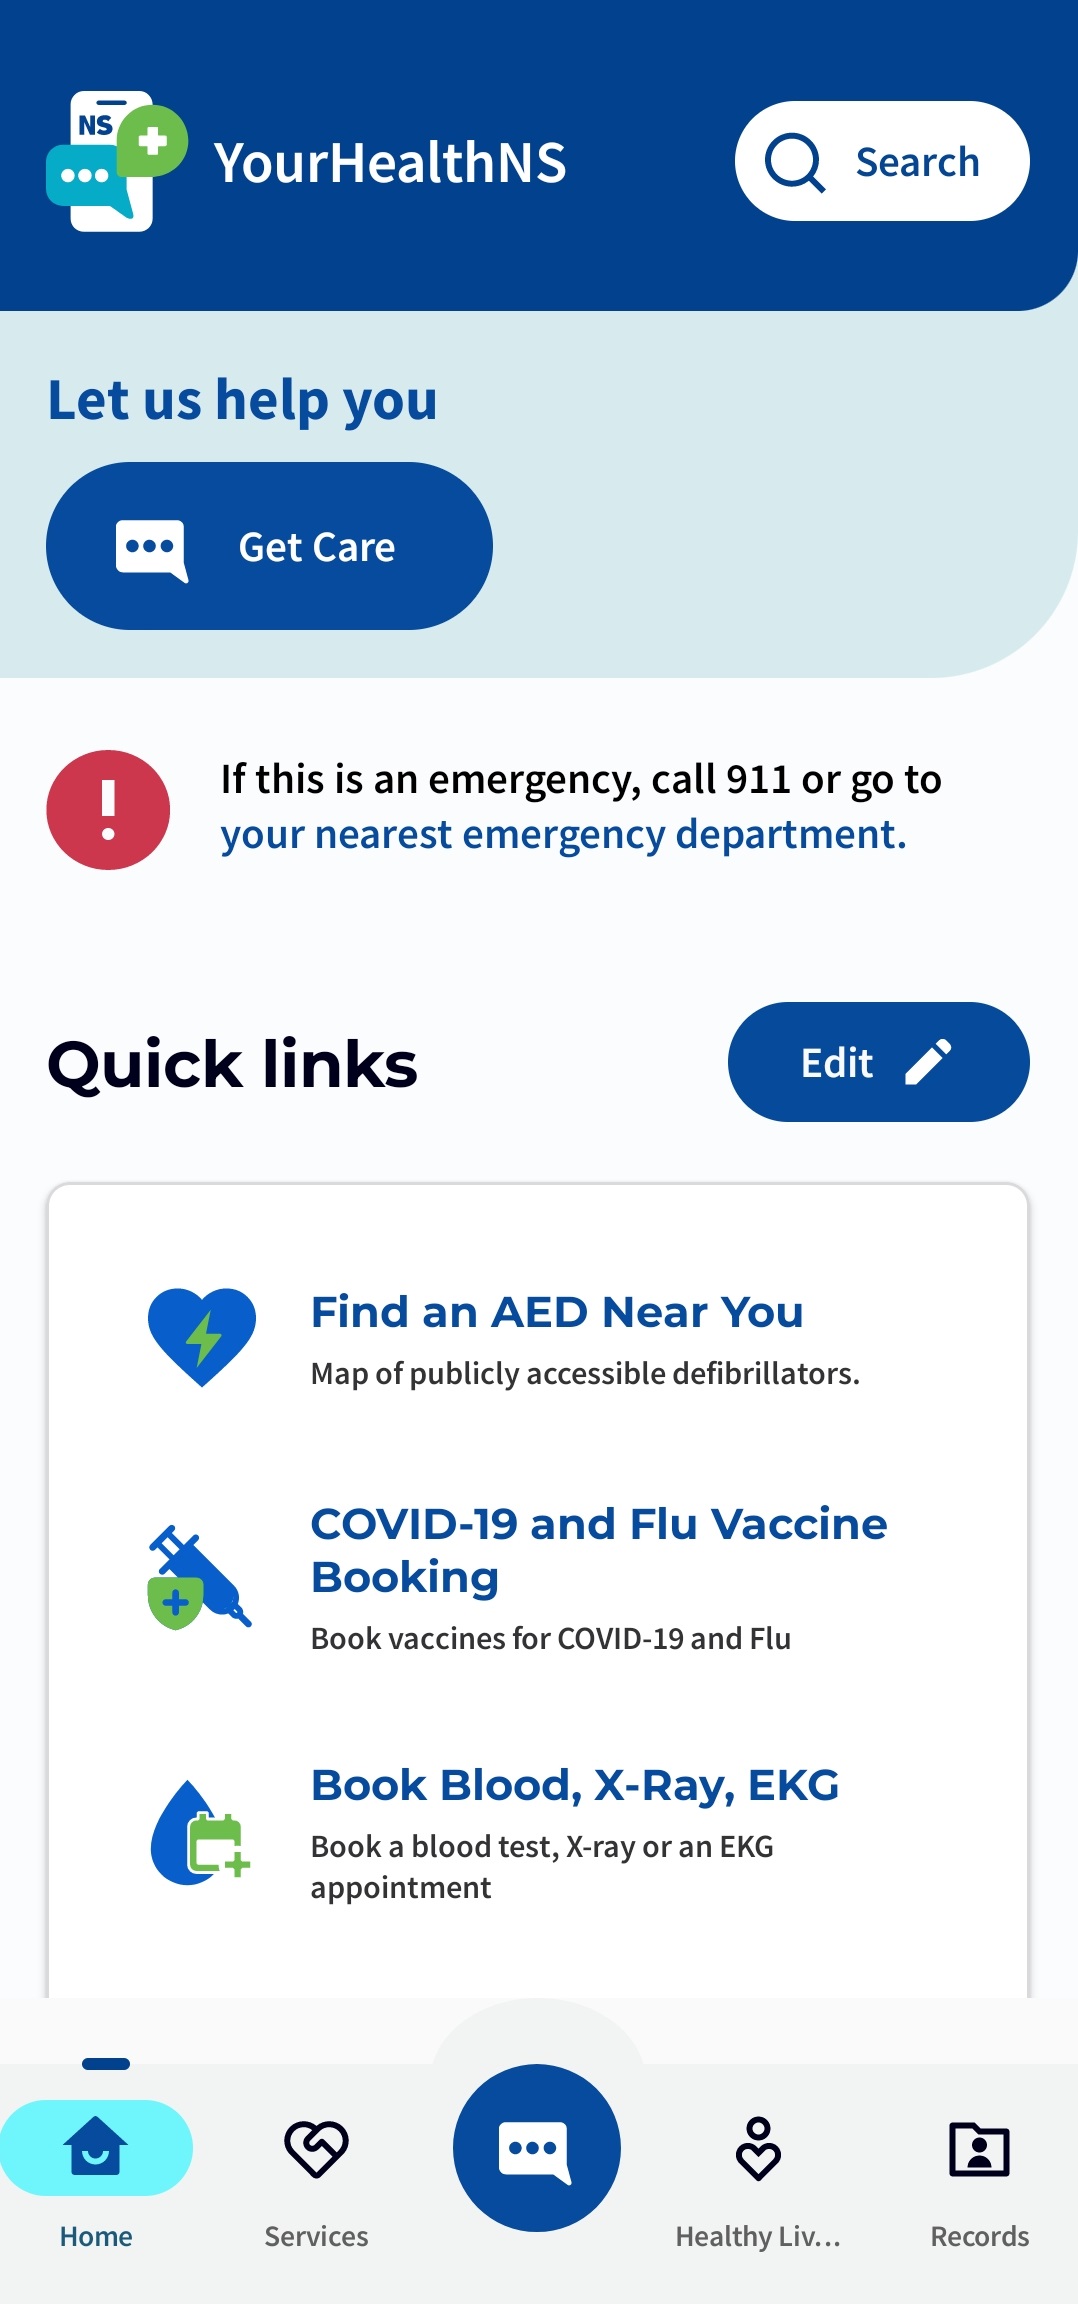 NS
YourHealthNS
Search
Let us help you
Get Care
If this is an emergency, call 911 or go to
your nearest emergency department.
Quick links
Edit
Find an AED Near You
Map of publicly accessible defibrillators.
COVID-19 and Flu Vaccine
Booking
Book vaccines for COVID-19 and Flu
Book Blood, X-Ray, EKG
Book a blood test, X-ray or an EKG
appointment
Home
Services
Healthy Liv...
Records